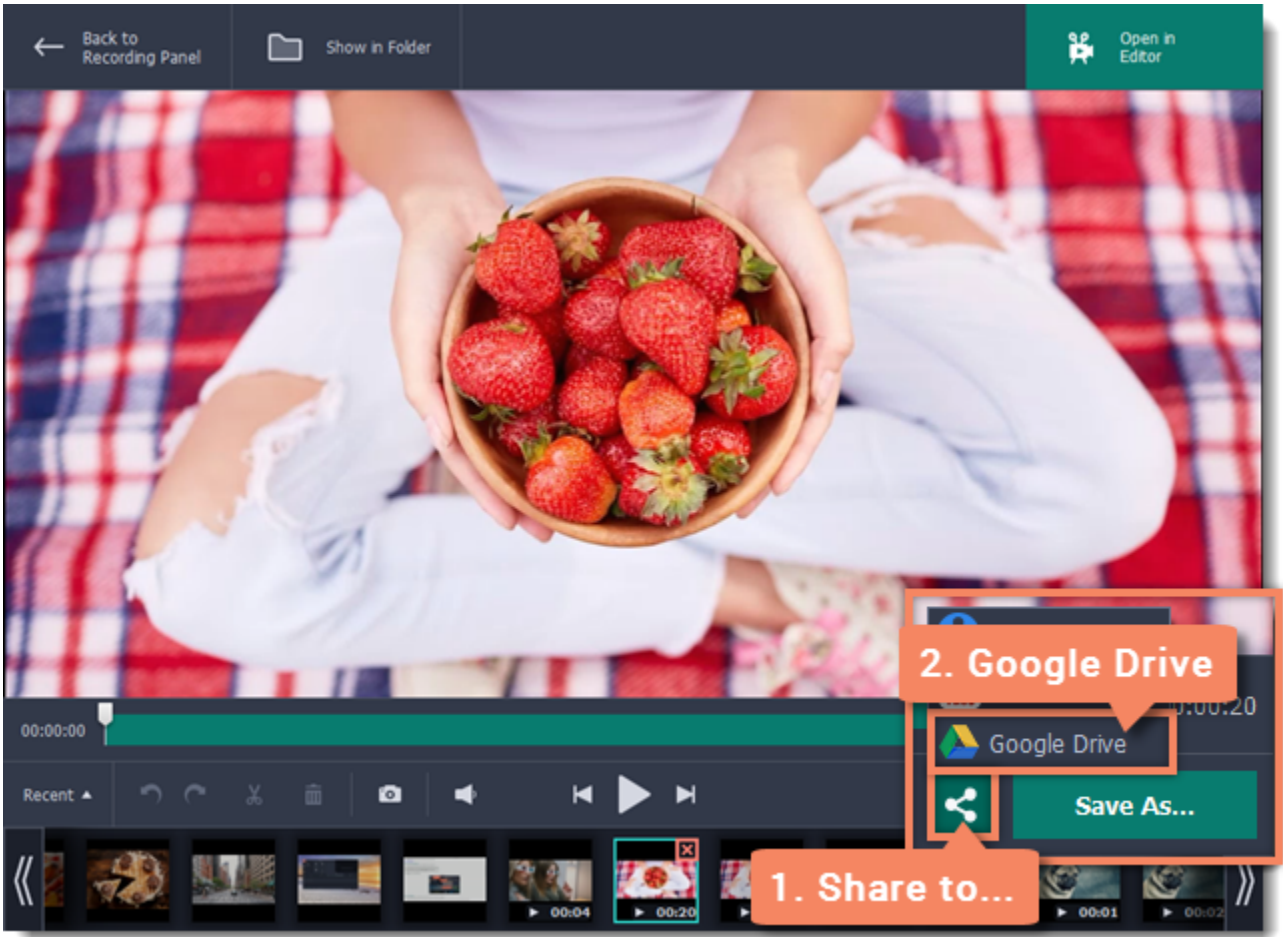 Back to
Recording Panel
Show in Folder
Open in
Editor
2. Google Drive
00:00:00
:00:20
Google Drive
Recent
Save As...
1. Share to...
00:04
00:20
00:01
00:02